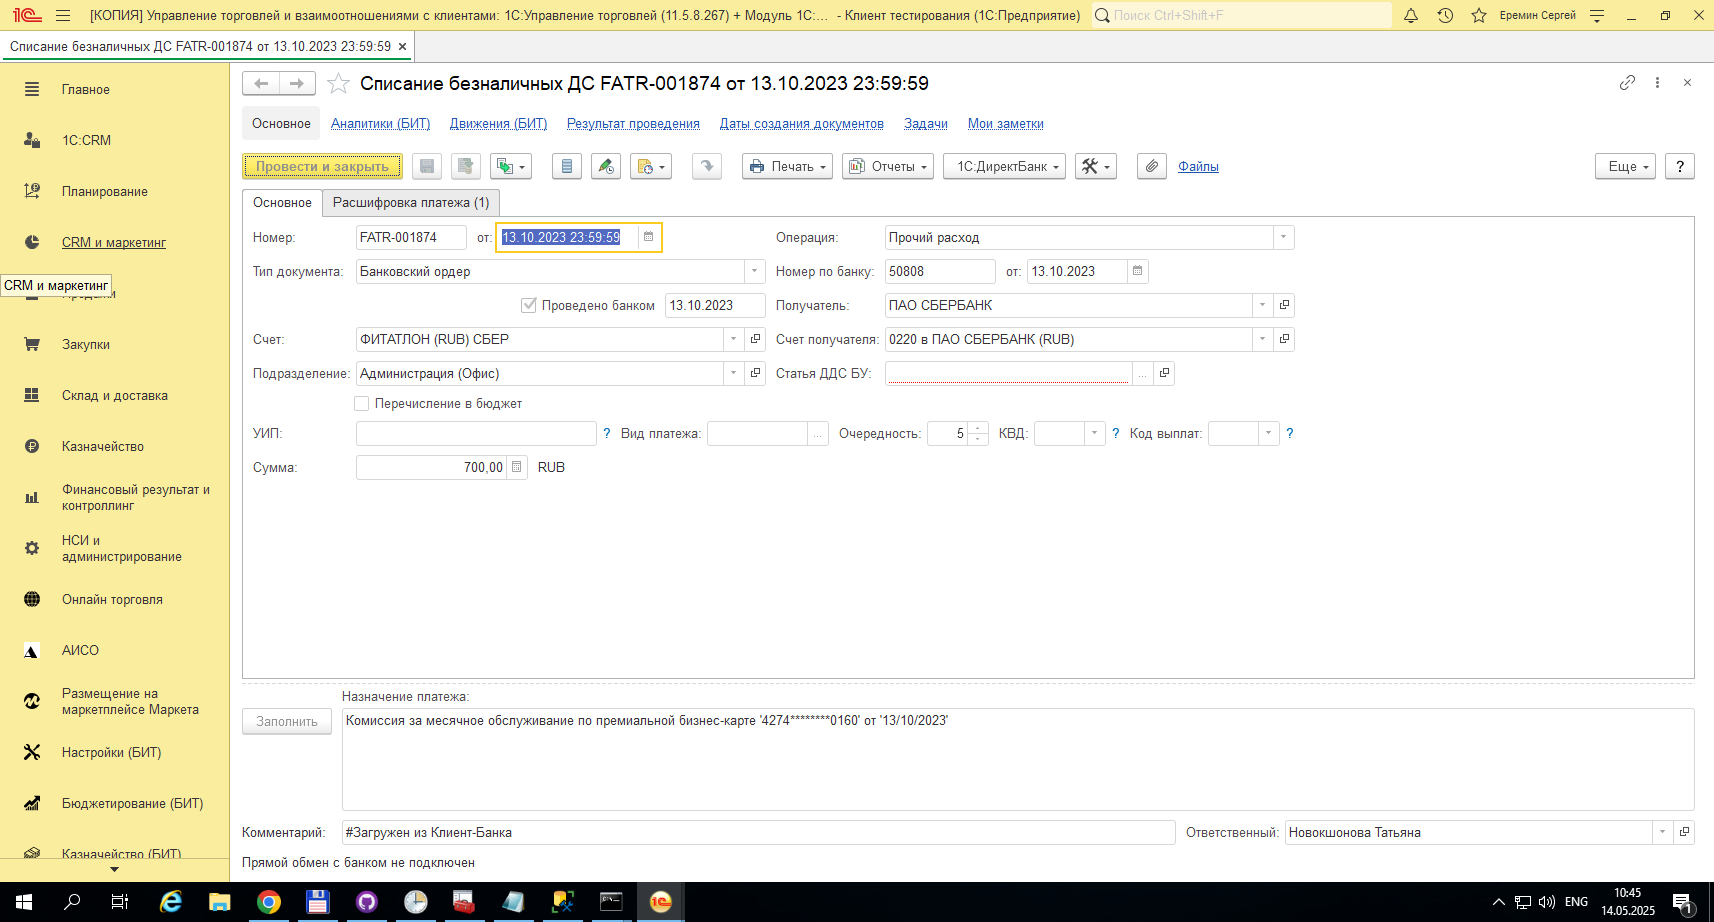 [КОПИЯ] Управление торговлей и взаимоотношениями с клиентами: 1С:Управление торговлей (11.5.8.267) + Модуль 1С:... - Клиент тестирования (1С:Предприятие)
Поиск Ctrl+Shift+F
Еремин Сергей
Списание безналичных ДС FATR-001874 от 13.10.2023 23:59:59
Главное
1С:CRM
Планирование
CRM и маркетинг
CRM и маркетинг
Закупки
Склад и доставка
Казначейство
Финансовый результат и
контроллинг
НСИ и
администрирование
Онлайн торговля
АИСО
Размещение на
маркетплейсе Маркета
Настройки (БИТ)
Бюджетирование (БИТ)
Казначейство (БИТ)
Списание безналичных ДС FATR-001874 от 13.10.2023 23:59:59
Основное Аналитики (БИТ) Движения (БИТ) Результат проведения Даты создания документов Задачи Мои заметки
Провести и закрыть Печать Отчеты 1С:ДиректБанк Файлы Еще ?
Основное Расшифровка платежа (1)
Номер: FATR-001874 от: 13.10.2023 23:59:59 Операция: Прочий расход
Тип документа: Банковский ордер Номер по банку: 50808 от: 13.10.2023
Проведено банком 13.10.2023 Получатель: ПАО СБЕРБАНК
Счет: ФИТАТЛОН (RUB) СБЕР Счет получателя: 0220 в ПАО СБЕРБАНК (RUB)
Подразделение: Администрация (Офис) Статья ДДС БУ:
Перечисление в бюджет
УИП: ? Вид платежа: ... Очередность: 5 КВД: ? Код выплат: ?
Сумма: 700,00 RUB
Назначение платежа:
Заполнить
Комиссия за месячное обслуживание по премиальной бизнес-карте '4274********0160' от '13/10/2023'
Комментарий: #Загружен из Клиент-Банка Ответственный: Новокшонова Татьяна
Прямой обмен с банком не подключен
ENG
10:45
14.05.2025
1